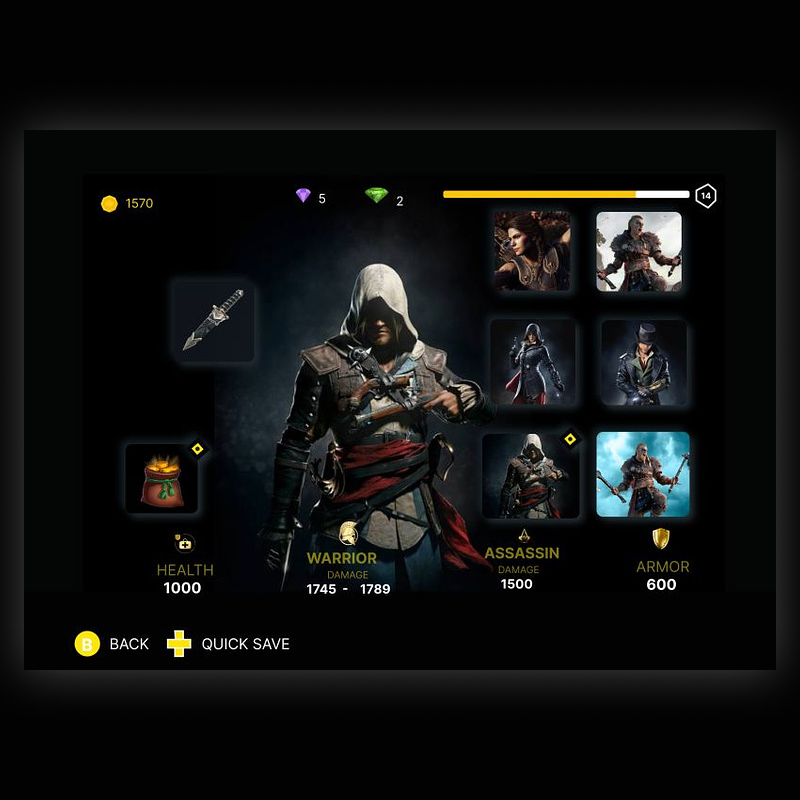 1570
5
2
14
HEALTH
1000
WARRIOR
DAMAGE
1745 - 1789
ASSASSIN
DAMAGE
1500
ARMOR
600
B BACK
QUICK SAVE